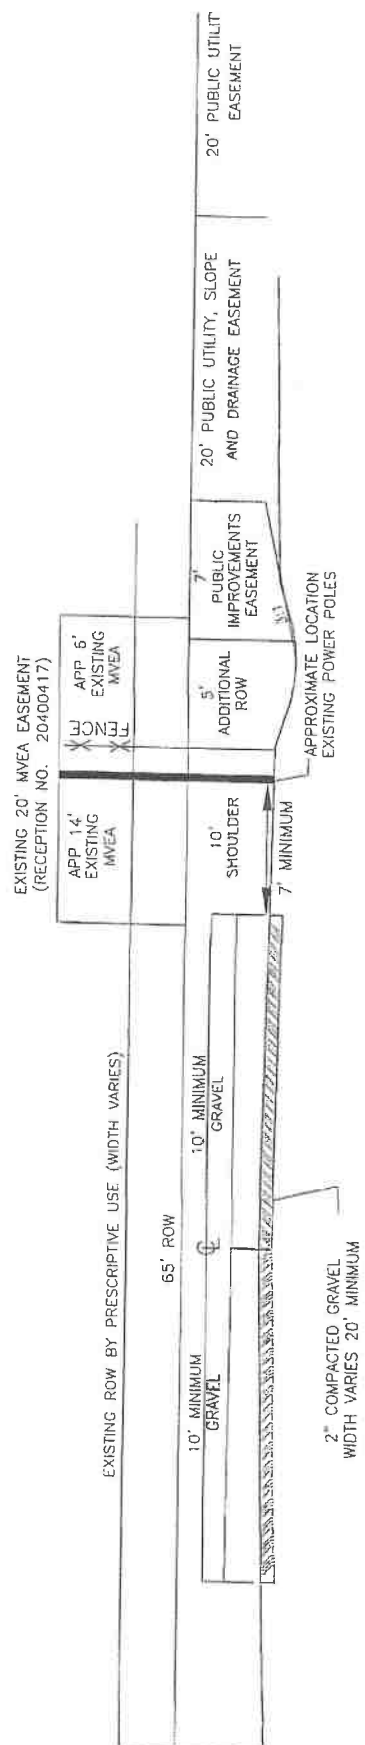 EXISTING 20' MVEA EASEMENT
(RECEPTION NO. 20400417)
APP 14'
EXISTING
MVEA
FENCE
APP 6'
EXISTING
MVEA
EXISTING ROW BY PRESCRIPTIVE USE (WIDTH VARIES)
65' ROW
10' MINIMUM
GRAVEL
10' MINIMUM
GRAVEL
10'
SHOULDER
5'
ADDITIONAL
ROW
7'
PUBLIC
IMPROVEMENTS
EASEMENT
20' PUBLIC UTILITY, SLOPE
AND DRAINAGE EASEMENT
20' PUBLIC UTILIT
EASEMENT
7' MINIMUM
APPROXIMATE LOCATION
EXISTING POWER POLES
2" COMPACTED GRAVEL
WIDTH VARIES 20' MINIMUM